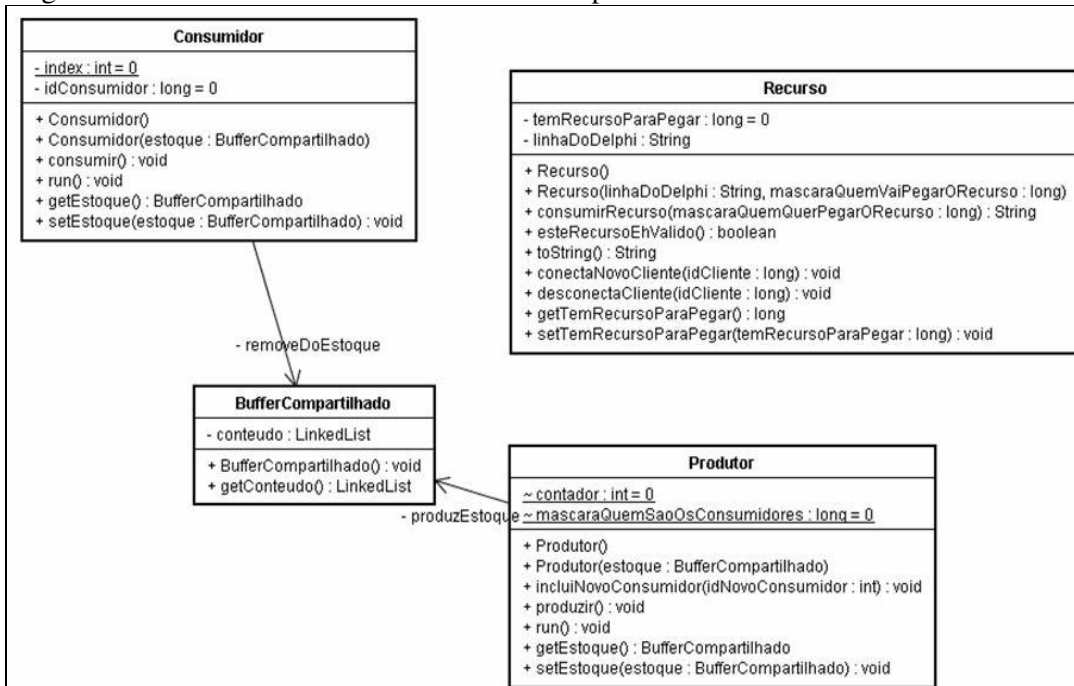 Consumidor
- index : int = 0
- idConsumidor : long = 0
+ Consumidor()
+ Consumidor(estoque : BufferCompartilhado)
+ consumir() : void
+ run() : void
+ getEstoque() : BufferCompartilhado
+ setEstoque(estoque : BufferCompartilhado) : void
Recurso
- temRecursoParaPegar : long = 0
- linhaDoDelphi : String
+ Recurso()
+ Recurso(linhaDoDelphi : String, mascaraQuemVaiPegarORecurso : long)
+ consumirRecurso(mascaraQuemQuerPegarORecurso : long) : String
+ esteRecursoEhValido() : boolean
+ toString() : String
+ conectaNovoCliente(idCliente : long) : void
+ desconectaCliente(idCliente : long) : void
+ getTemRecursoParaPegar() : long
+ setTemRecursoParaPegar(temRecursoParaPegar : long) : void
- removeDoEstoque
BufferCompartilhado
- conteudo : LinkedList
+ BufferCompartilhado() : void
+ getConteudo() : LinkedList
- produzEstoque
Produtor
~ contador : int = 0
~ mascaraQuemSaoOsConsumidores : long = 0
+ Produtor()
+ Produtor(estoque : BufferCompartilhado)
+ incluiNovoConsumidor(idNovoConsumidor : int) : void
+ produzir() : void
+ run() : void
+ getEstoque() : BufferCompartilhado
+ setEstoque(estoque : BufferCompartilhado) : void